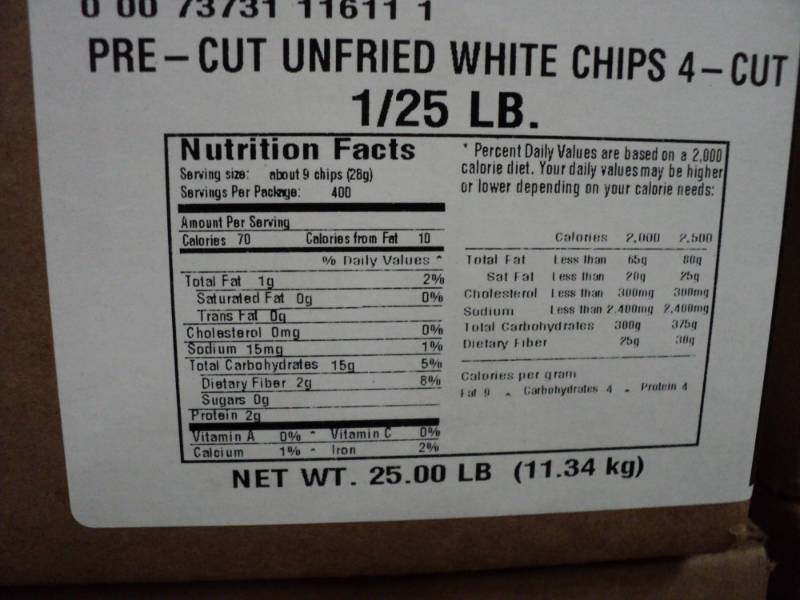 0 00 73731 11611 1
PRE-CUT UNFRIED WHITE CHIPS 4-CUT
1/25 LB.
Nutrition Facts
Serving size: about 9 chips (28g)
Servings Per Package: 400
Amount Per Serving
Calories 70 Calories from Fat 10
% Daily Values *
Total Fat 1g 2%
Saturated Fat 0g 0%
Trans Fat 0g
Cholesterol 0mg 0%
Sodium 15mg 1%
Total Carbohydrates 15g 5%
Dietary Fiber 2g 8%
Sugars 0g
Protein 2g
Vitamin A 0% - Vitamin C 0%
Calcium 1% - Iron 2%
* Percent Daily Values are based on a 2,000
calorie diet. Your daily values may be higher
or lower depending on your calorie needs:
Calories 2,000 2,500
Total Fat Less than 65g 80g
Sat Fat Less than 20g 25g
Cholesterol Less than 300mg 300mg
Sodium Less than 2,400mg 2,400mg
Total Carbohydrates 300g 375g
Dietary Fiber 25g 30g
Calories per gram
Fat 9 - Carbohydrates 4 - Protein 4
NET WT. 25.00 LB (11.34 kg)